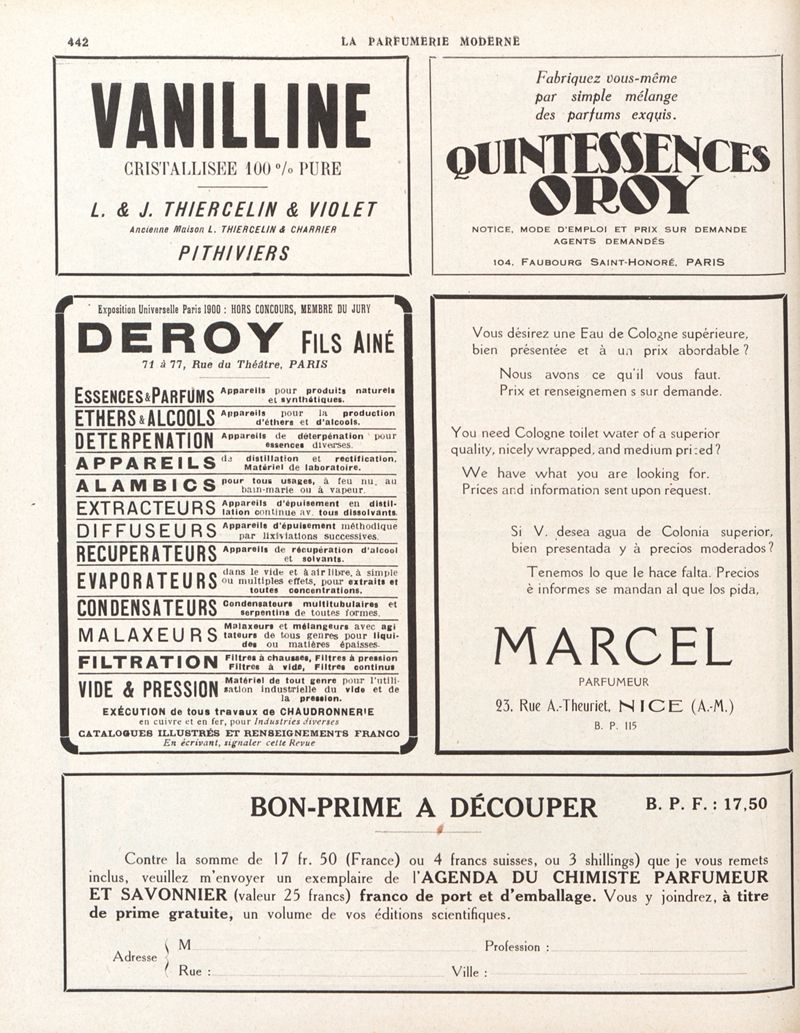 442
LA PARFUMERIE MODERNE
VANILLINE
CRISTALLISEE 100 % PURE
L. & J. THIERCELIN & VIOLET
Ancienne Maison L. THIERCELIN & CHARRIER
PITHIVIERS
Fabriquez vous-même
par simple mélange
des parfums exquis.
QUINTESSENCES
OROY
NOTICE, MODE D'EMPLOI ET PRIX SUR DEMANDE
AGENTS DEMANDÉS
104, FAUBOURG SAINT-HONORÉ, PARIS
Exposition Universelle Paris 1900 : HORS CONCOURS, MEMBRE DU JURY
DEROY FILS AINÉ
71 à 77, Rue du Théâtre, PARIS
ESSENCES & PARFUMS Appareils pour produits naturels
et synthétiques.
ETHERS & ALCOOLS Appareils pour la production
d'éthers et d'alcools.
DETERPENATION Appareils de déterpénation pour
essences diverses.
APPAREILS de distillation et rectification.
Matériel de laboratoire.
ALAMBICS pour tous usages, à feu nu, au
bain-marie ou à vapeur.
EXTRACTEURS Appareils d'épuisement en distil-
lation continue av. tous dissolvants.
DIFFUSEURS Appareils d'épuisement méthodique
par lixiviations successives.
RECUPERATEURS Appareils de récupération d'alcool
et solvants.
EVAPORATEURS dans le vide et à air libre, à simple
ou multiples effets, pour extraits et
toutes concentrations.
CONDENSATEURS Condensateurs multitubulaires et
serpentins de toutes formes.
MALAXEURS Malaxeurs et mélangeurs avec agi
tateurs de tous genres pour liqui-
des ou matières épaisses.
FILTRATION Filtres à chausses, Filtres à pression
Filtres à vide, Filtres continus
VIDE & PRESSION Matériel de tout genre pour l'utili-
sation industrielle du vide et de
la pression.
EXÉCUTION de tous travaux de CHAUDRONNERIE
en cuivre et en fer, pour Industries diverses
CATALOGUES ILLUSTRÉS ET RENSEIGNEMENTS FRANCO
En écrivant, signaler cette Revue
Vous désirez une Eau de Cologne supérieure,
bien présentée et à un prix abordable ?
Nous avons ce qu'il vous faut.
Prix et renseignemen s sur demande.
You need Cologne toilet water of a superior
quality, nicely wrapped, and medium priced ?
We have what you are looking for.
Prices and information sent upon request.
Si V. desea agua de Colonia superior,
bien presentada y à precios moderados ?
Tenemos lo que le hace falta. Precios
è informes se mandan al que los pida,
MARCEL
PARFUMEUR
23, Rue A.-Theuriet, NICE (A.-M.)
B. P. 115
BON-PRIME A DÉCOUPER B. P. F. : 17,50
Contre la somme de 17 fr. 50 (France) ou 4 francs suisses, ou 3 shillings) que je vous remets
inclus, veuillez m'envoyer un exemplaire de l'AGENDA DU CHIMISTE PARFUMEUR
ET SAVONNIER (valeur 25 francs) franco de port et d'emballage. Vous y joindrez, à titre
de prime gratuite, un volume de vos éditions scientifiques.
Adresse
M
Profession :
Rue :
Ville :